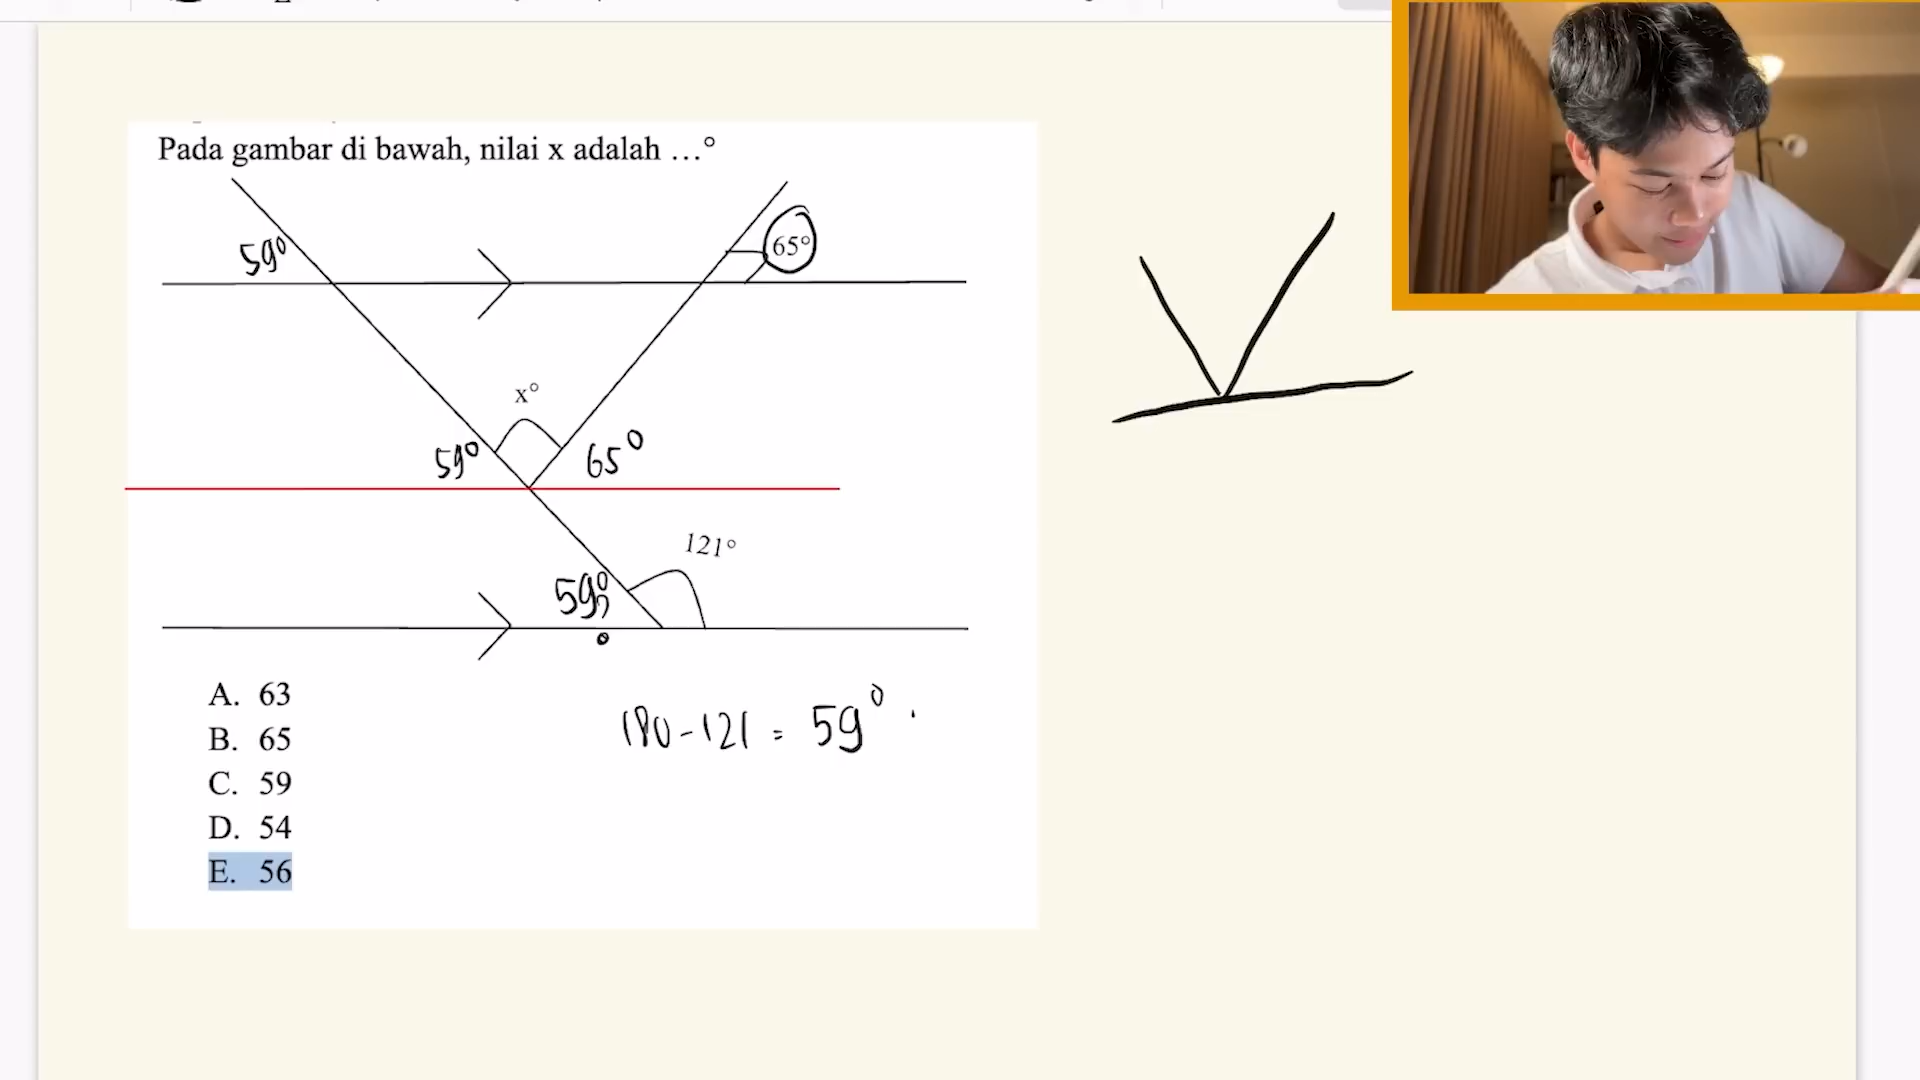 Pada gambar di bawah, nilai x adalah …°
59°
65°
x°
59°
65°
121°
59°
A. 63
B. 65
C. 59
D. 54
E. 56
180 - 121 = 59°